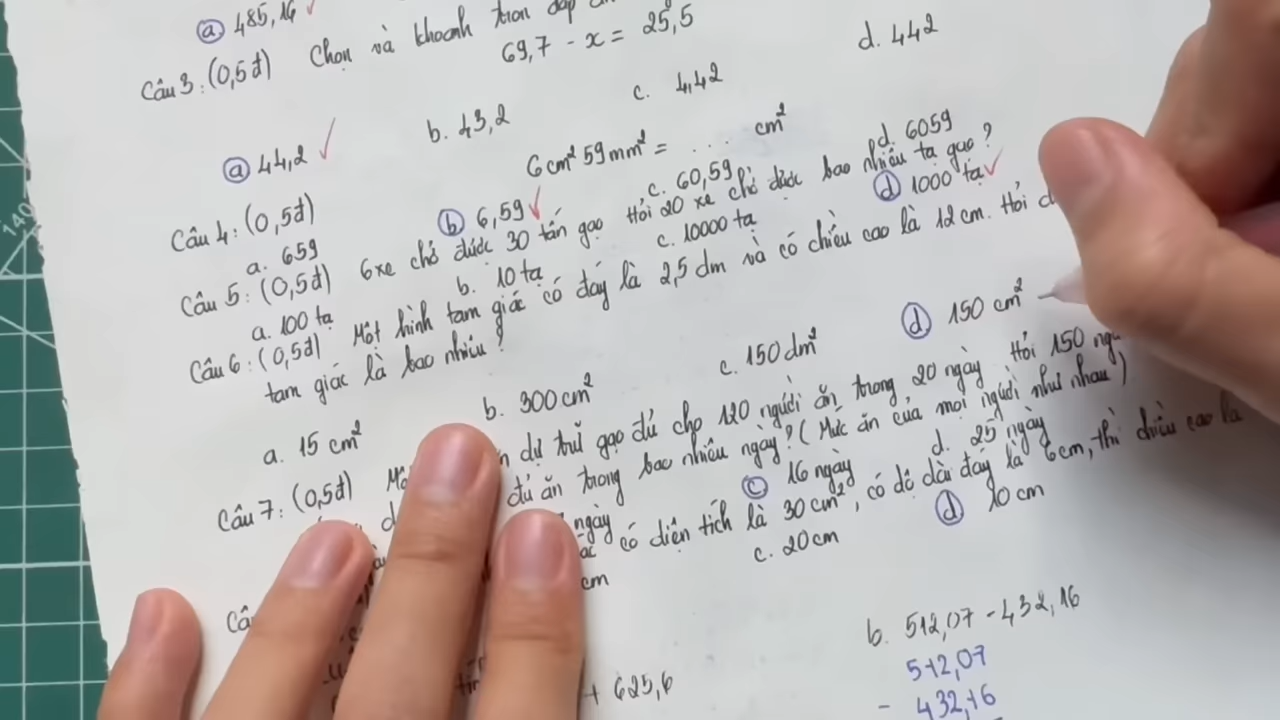 a 485,16
Câu 3: (0,5đ) Chọn và khoanh tròn
69,7 - x = 25,5
a 44,2 b. 43,2 c. 4,42 d. 442
Câu 4: (0,5đ) 6cm² 59mm² = ... cm²
a. 659 b 6,59 c. 60,59 d. 6059
Câu 5: (0,5đ) 6 xe chở được 30 tấn gạo Hỏi 20 xe chở được bao nhiêu tạ gạo?
a. 100 tạ b. 10 tạ c. 10000 tạ d 1000 tạ
Câu 6: (0,5đ) Một hình tam giác có đáy là 2,5 dm và có chiều cao là 12 cm. Hỏi
tam giác là bao nhiêu?
a. 15 cm² b. 300 cm² c. 150 dm² d 150 cm²
Câu 7: (0,5đ) dự trữ gạo đủ cho 120 người ăn trong 20 ngày Hỏi 150
đủ ăn trong bao nhiêu ngày? (Mức ăn của mọi người như nhau)
ngày c 16 ngày d. 25 ngày
có diện tích là 30 cm², có độ dài đáy là 6cm, thì chiều cao là
cm c. 20 cm d 10 cm
+ 625,6 b. 512,07 - 432,16
512,07
- 432,16